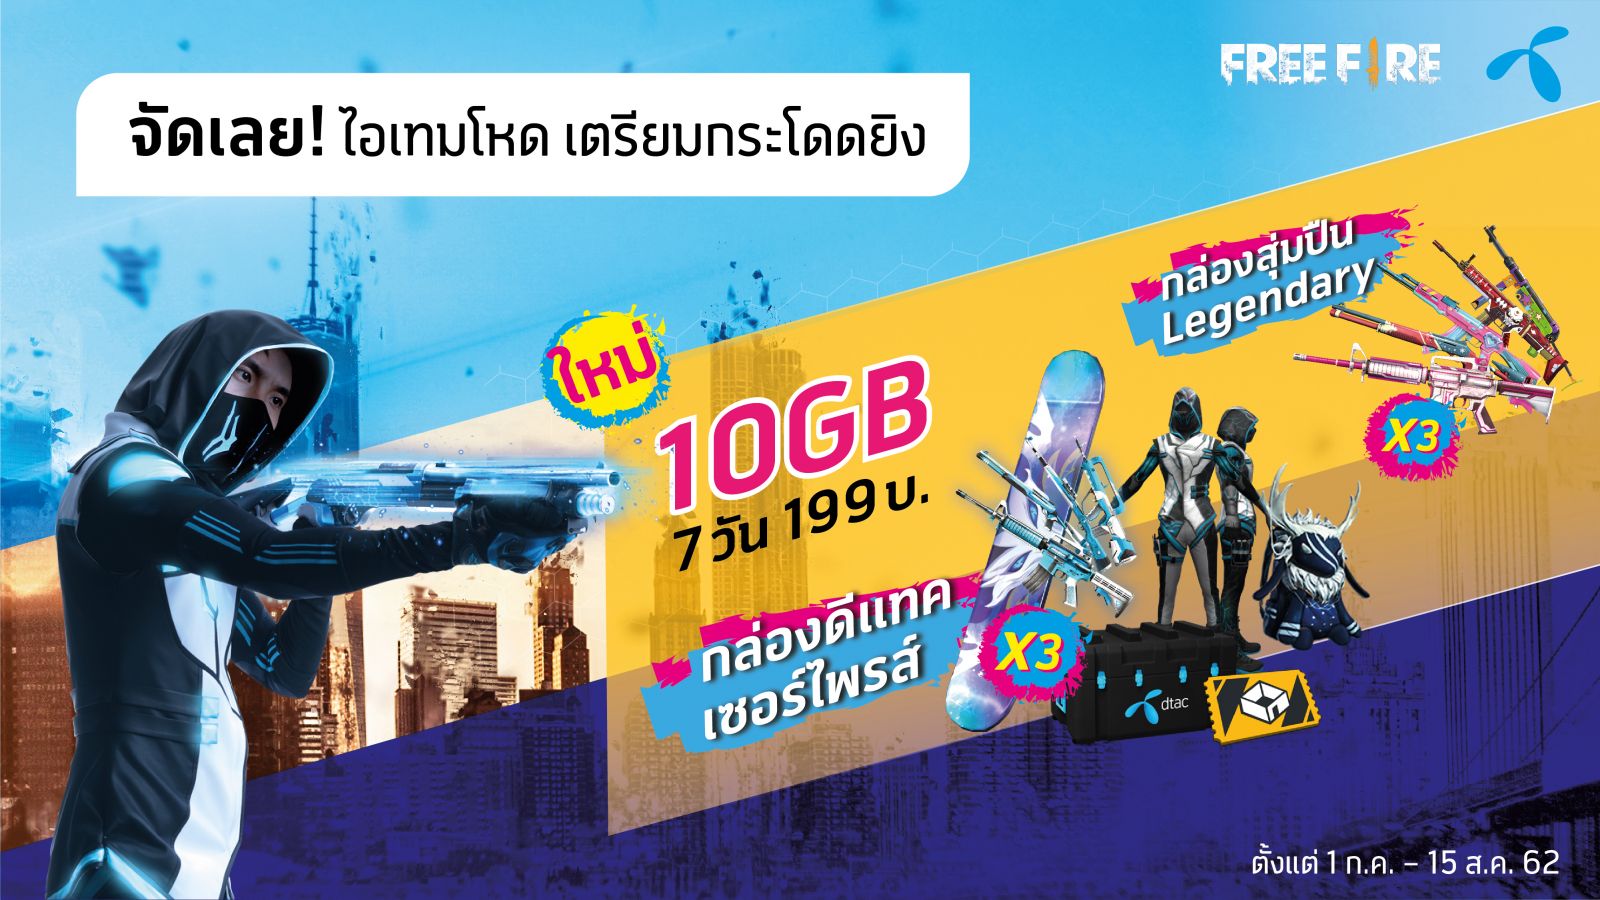 FREE FIRE
จัดเลย! ไอเทมโหด เตรียมกระโดดยิง
กล่องสุ่มปืน
Legendary
X3
ใหม่
10GB
7 วัน 199 บ.
กล่องดีแทค
เซอร์ไพรส์
X3
dtac
ตั้งแต่ 1 ก.ค. – 15 ส.ค. 62